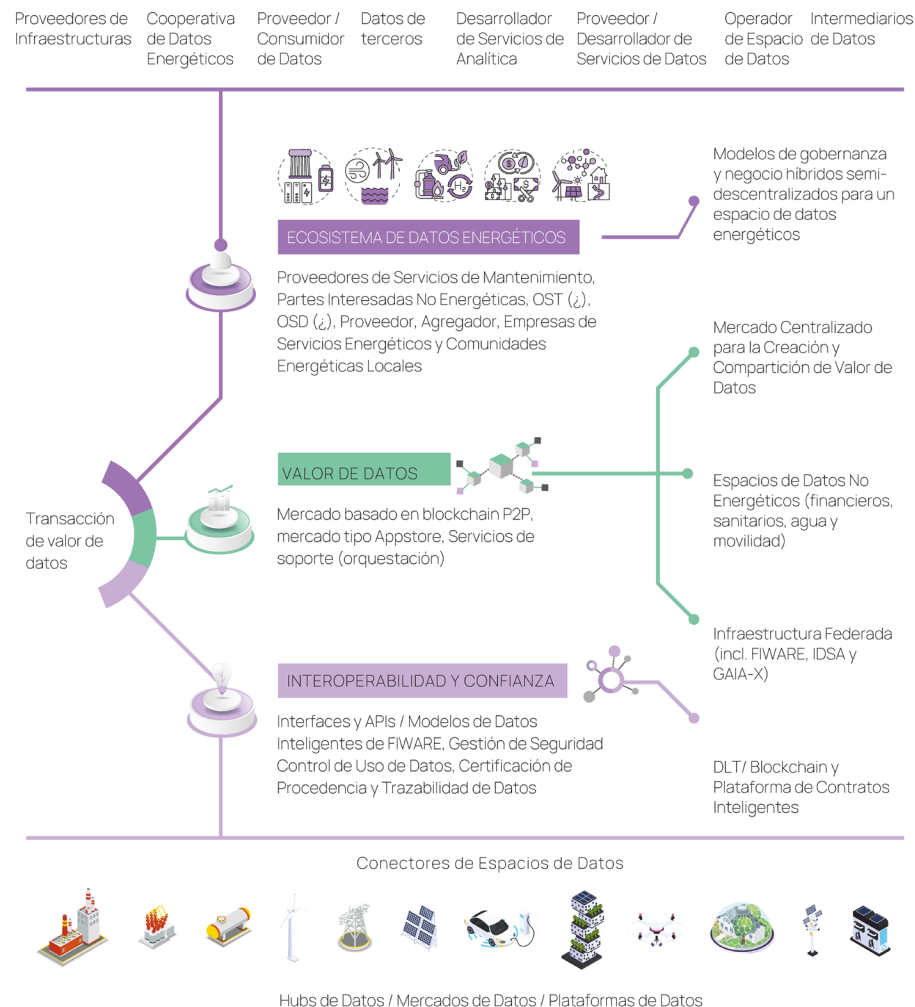 Proveedores de
Infraestructuras
Cooperativa
de Datos
Energéticos
Proveedor /
Consumidor
de Datos
Datos de
terceros
Desarrollador
de Servicios de
Analítica
Proveedor /
Desarrollador de
Servicios de Datos
Operador
de Espacio
de Datos
Intermediarios
de Datos
ECOSISTEMA DE DATOS ENERGÉTICOS
Proveedores de Servicios de Mantenimiento,
Partes Interesadas No Energéticas, OST (¿),
OSD (¿), Proveedor, Agregador, Empresas de
Servicios Energéticos y Comunidades
Energéticas Locales
Modelos de gobernanza
y negocio híbridos semi-
descentralizados para un
espacio de datos
energéticos
Mercado Centralizado
para la Creación y
Compartición de Valor de
Datos
Transacción
de valor de
datos
VALOR DE DATOS
Mercado basado en blockchain P2P,
mercado tipo Appstore, Servicios de
soporte (orquestación)
Espacios de Datos No
Energéticos (financieros,
sanitarios, agua y
movilidad)
Infraestructura Federada
(incl. FIWARE, IDSA y
GAIA-X)
INTEROPERABILIDAD Y CONFIANZA
Interfaces y APIs / Modelos de Datos
Inteligentes de FIWARE, Gestión de Seguridad
Control de Uso de Datos, Certificación de
Procedencia y Trazabilidad de Datos
DLT/ Blockchain y
Plataforma de Contratos
Inteligentes
Conectores de Espacios de Datos
Hubs de Datos / Mercados de Datos / Plataformas de Datos
H₂
$
$